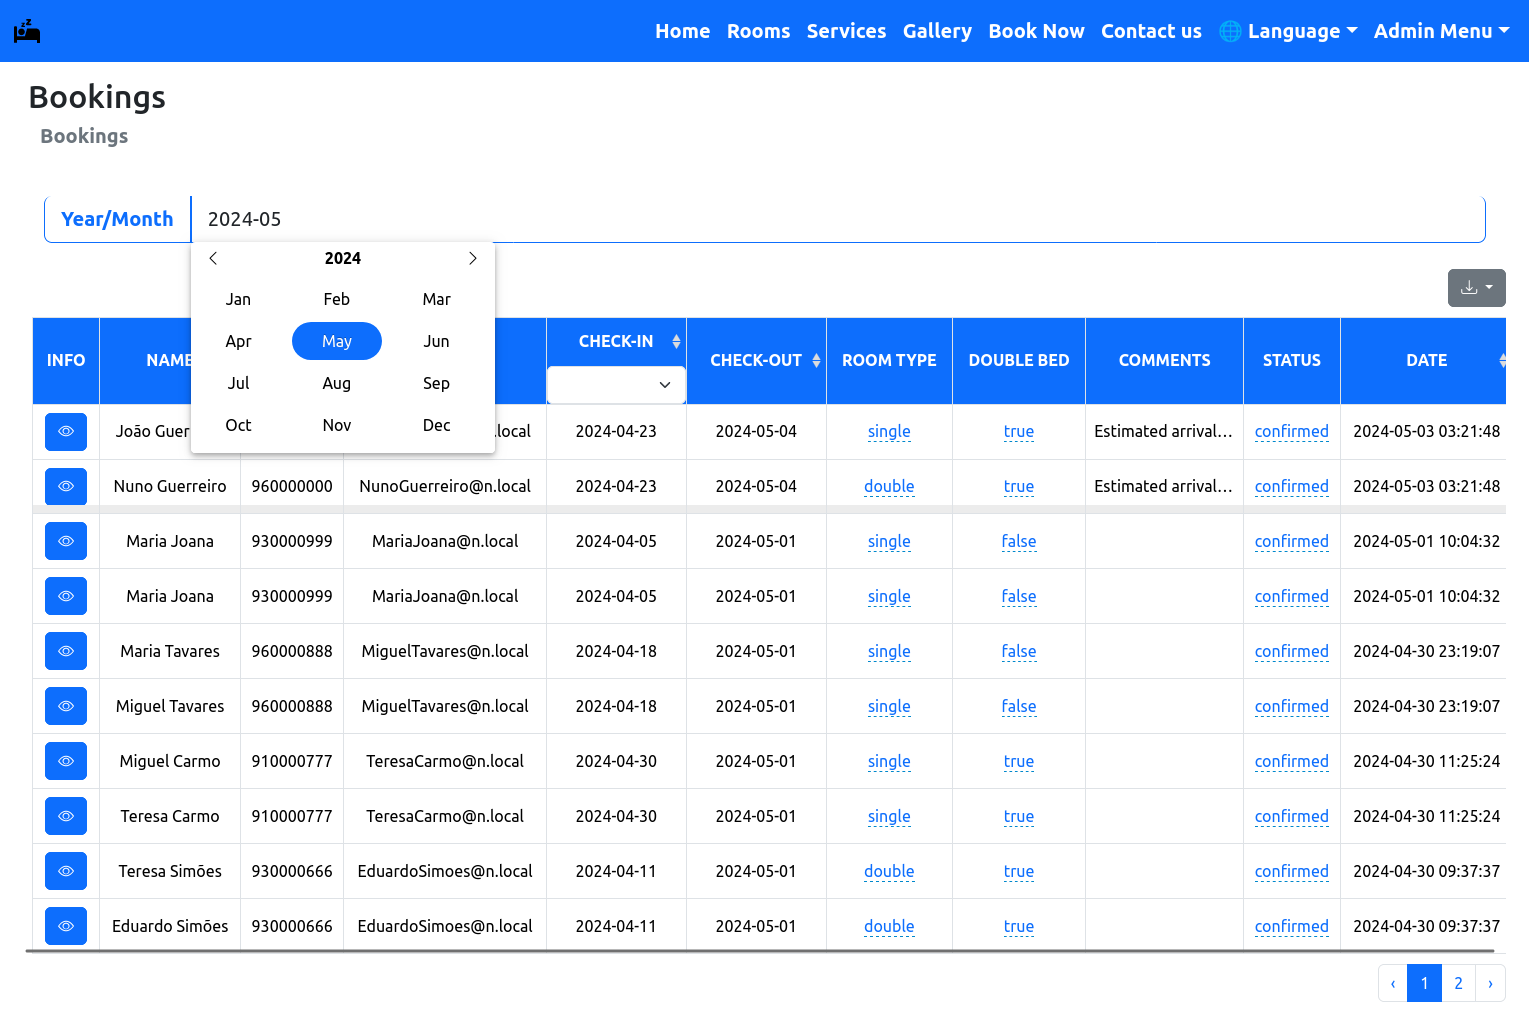 Home Rooms Services Gallery Book Now Contact us 🌐 Language Admin Menu
Bookings
Bookings
Year/Month 2024-05
2024
Jan Feb Mar
Apr May Jun
Jul Aug Sep
Oct Nov Dec
INFO NAME CHECK-IN CHECK-OUT ROOM TYPE DOUBLE BED COMMENTS STATUS DATE
João Guer .local 2024-04-23 2024-05-04 single true Estimated arrival... confirmed 2024-05-03 03:21:48
Nuno Guerreiro 960000000 NunoGuerreiro@n.local 2024-04-23 2024-05-04 double true Estimated arrival... confirmed 2024-05-03 03:21:48
Maria Joana 930000999 MariaJoana@n.local 2024-04-05 2024-05-01 single false confirmed 2024-05-01 10:04:32
Maria Joana 930000999 MariaJoana@n.local 2024-04-05 2024-05-01 single false confirmed 2024-05-01 10:04:32
Maria Tavares 960000888 MiguelTavares@n.local 2024-04-18 2024-05-01 single false confirmed 2024-04-30 23:19:07
Miguel Tavares 960000888 MiguelTavares@n.local 2024-04-18 2024-05-01 single false confirmed 2024-04-30 23:19:07
Miguel Carmo 910000777 TeresaCarmo@n.local 2024-04-30 2024-05-01 single true confirmed 2024-04-30 11:25:24
Teresa Carmo 910000777 TeresaCarmo@n.local 2024-04-30 2024-05-01 single true confirmed 2024-04-30 11:25:24
Teresa Simões 930000666 EduardoSimoes@n.local 2024-04-11 2024-05-01 double true confirmed 2024-04-30 09:37:37
Eduardo Simões 930000666 EduardoSimoes@n.local 2024-04-11 2024-05-01 double true confirmed 2024-04-30 09:37:37
‹ 1 2 ›